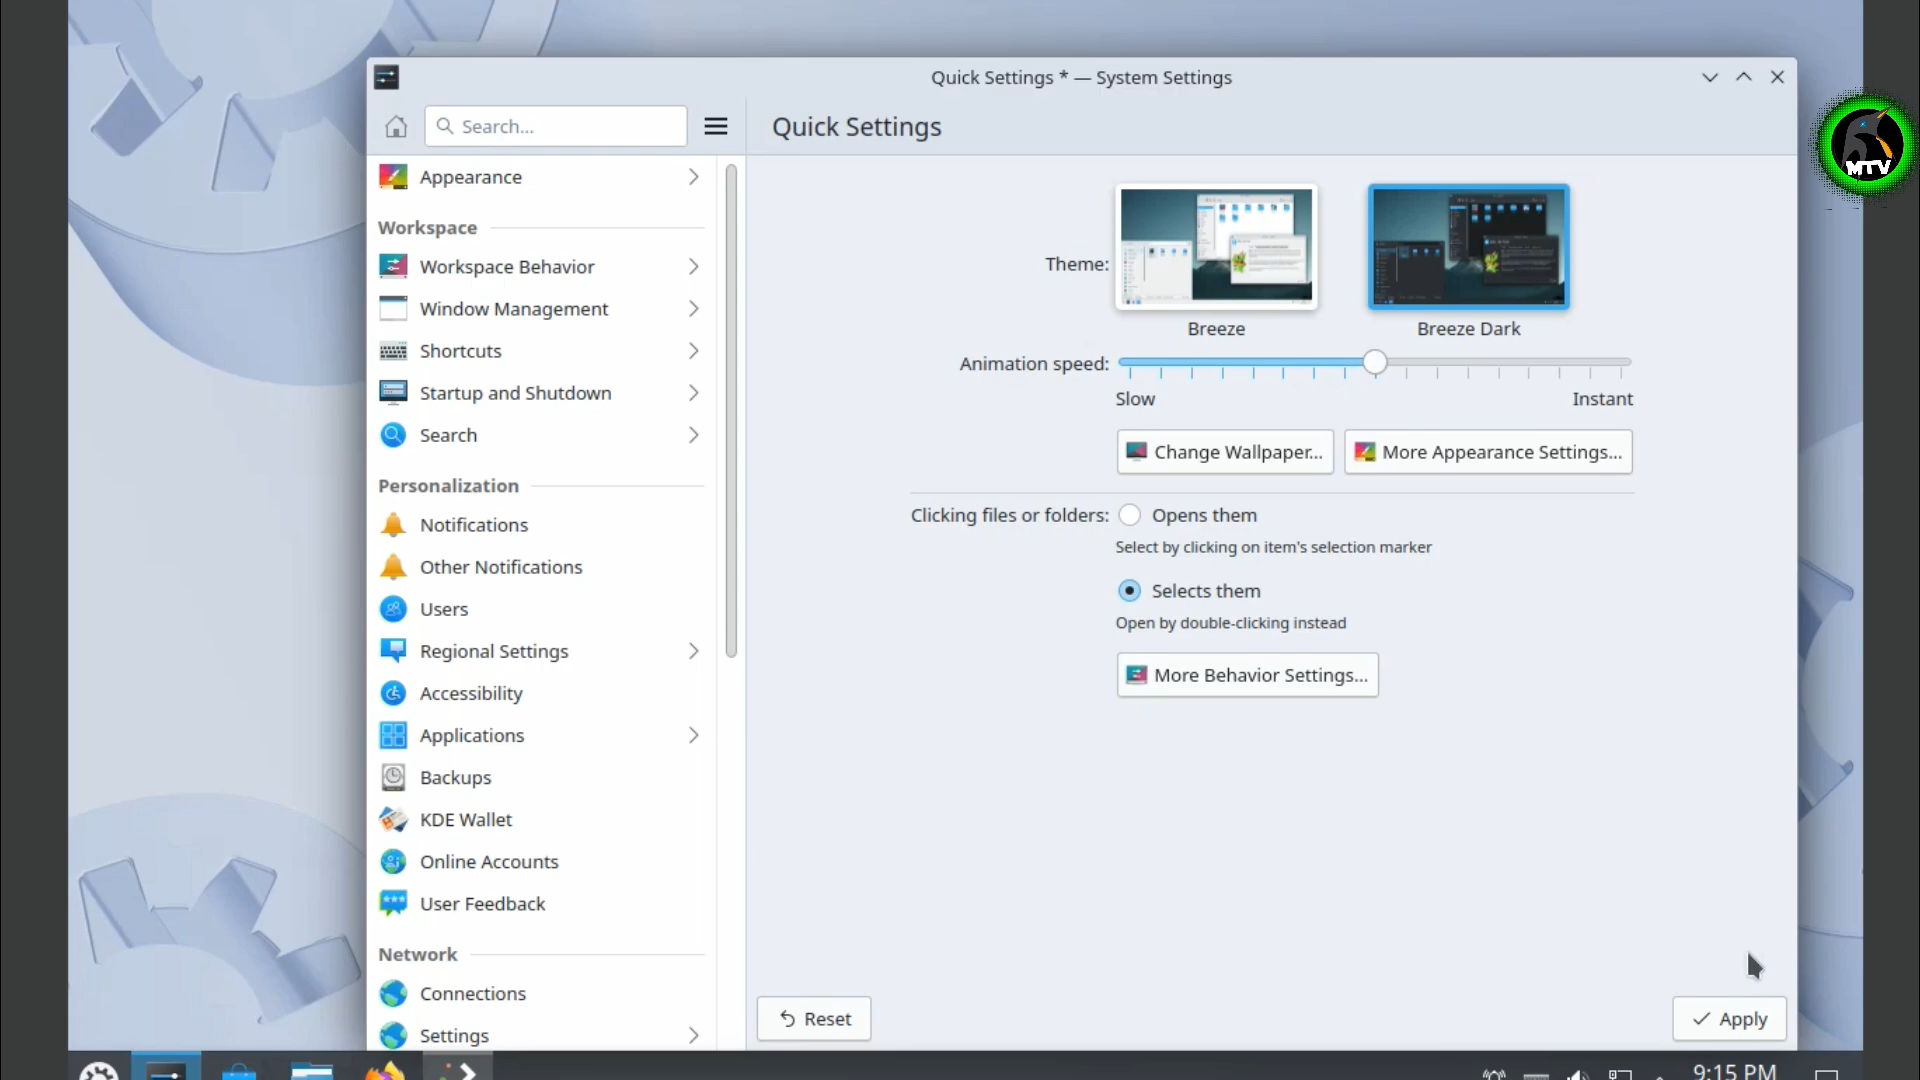 Quick Settings * — System Settings
Search...
Quick Settings
Appearance
Workspace
Workspace Behavior
Window Management
Shortcuts
Startup and Shutdown
Search
Personalization
Notifications
Other Notifications
Users
Regional Settings
Accessibility
Applications
Backups
KDE Wallet
Online Accounts
User Feedback
Network
Connections
Settings
Theme:
Breeze
Breeze Dark
Animation speed:
Slow
Instant
Change Wallpaper...
More Appearance Settings...
Clicking files or folders:
Opens them
Select by clicking on item's selection marker
Selects them
Open by double-clicking instead
More Behavior Settings...
Reset
Apply
MTV
9:15 PM